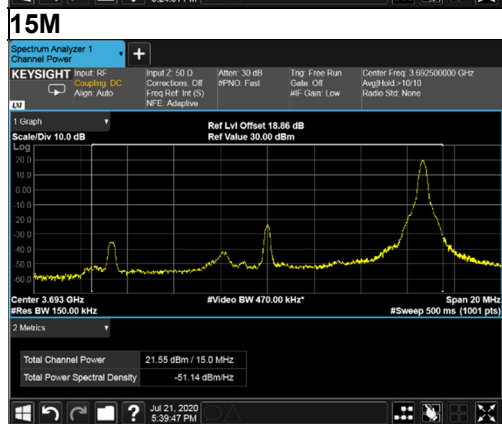 15M
Spectrum Analyzer 1
Channel Power
+
KEYSIGHT Input: RF Input Z: 50 Ω Atten: 30 dB Trig: Free Run Center Freq: 3.692500000 GHz
Coupling: DC Corrections: Off #PNO: Fast Gate: Off Avg|Hold:>10/10
Align: Auto Freq Ref: Int (S) #IF Gain: Low Radio Std: None
LXI NFE: Adaptive
1 Graph
Ref Lvl Offset 18.86 dB
Scale/Div 10.0 dB Ref Value 30.00 dBm
Log
20.0
10.0
0.00
-10.0
-20.0
-30.0
-40.0
-50.0
-60.0
Center 3.693 GHz #Video BW 470.00 kHz* Span 20 MHz
#Res BW 150.00 kHz #Sweep 500 ms (1001 pts)
2 Metrics
Total Channel Power 21.55 dBm / 15.0 MHz
Total Power Spectral Density -51.14 dBm/Hz
? Jul 21, 2020
5:39:47 PM